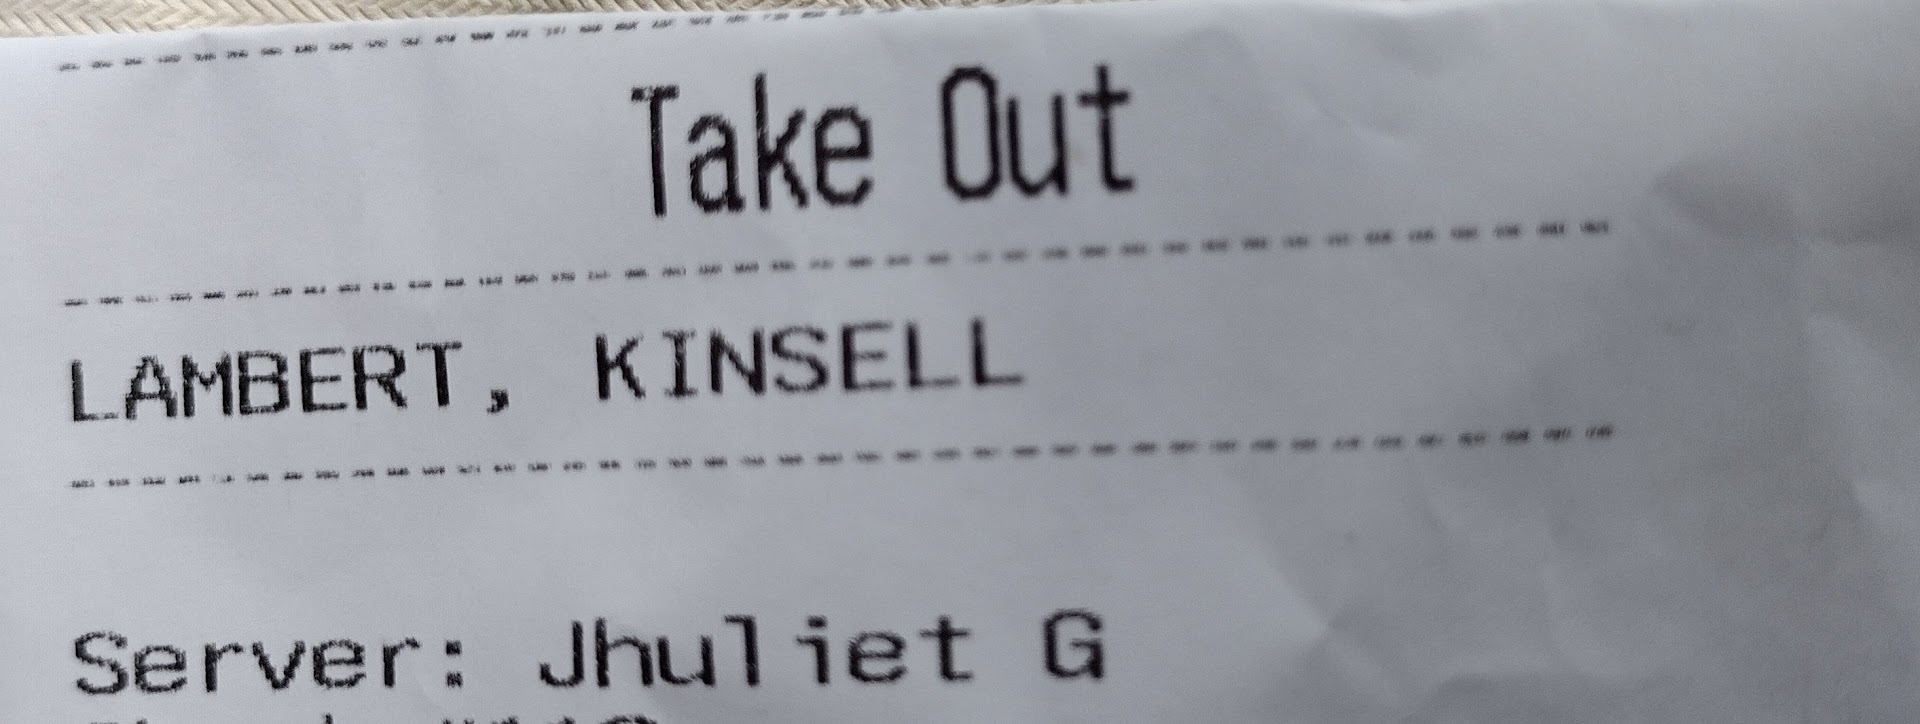 Take Out
LAMBERT, KINSELL
Server: Jhuliet G